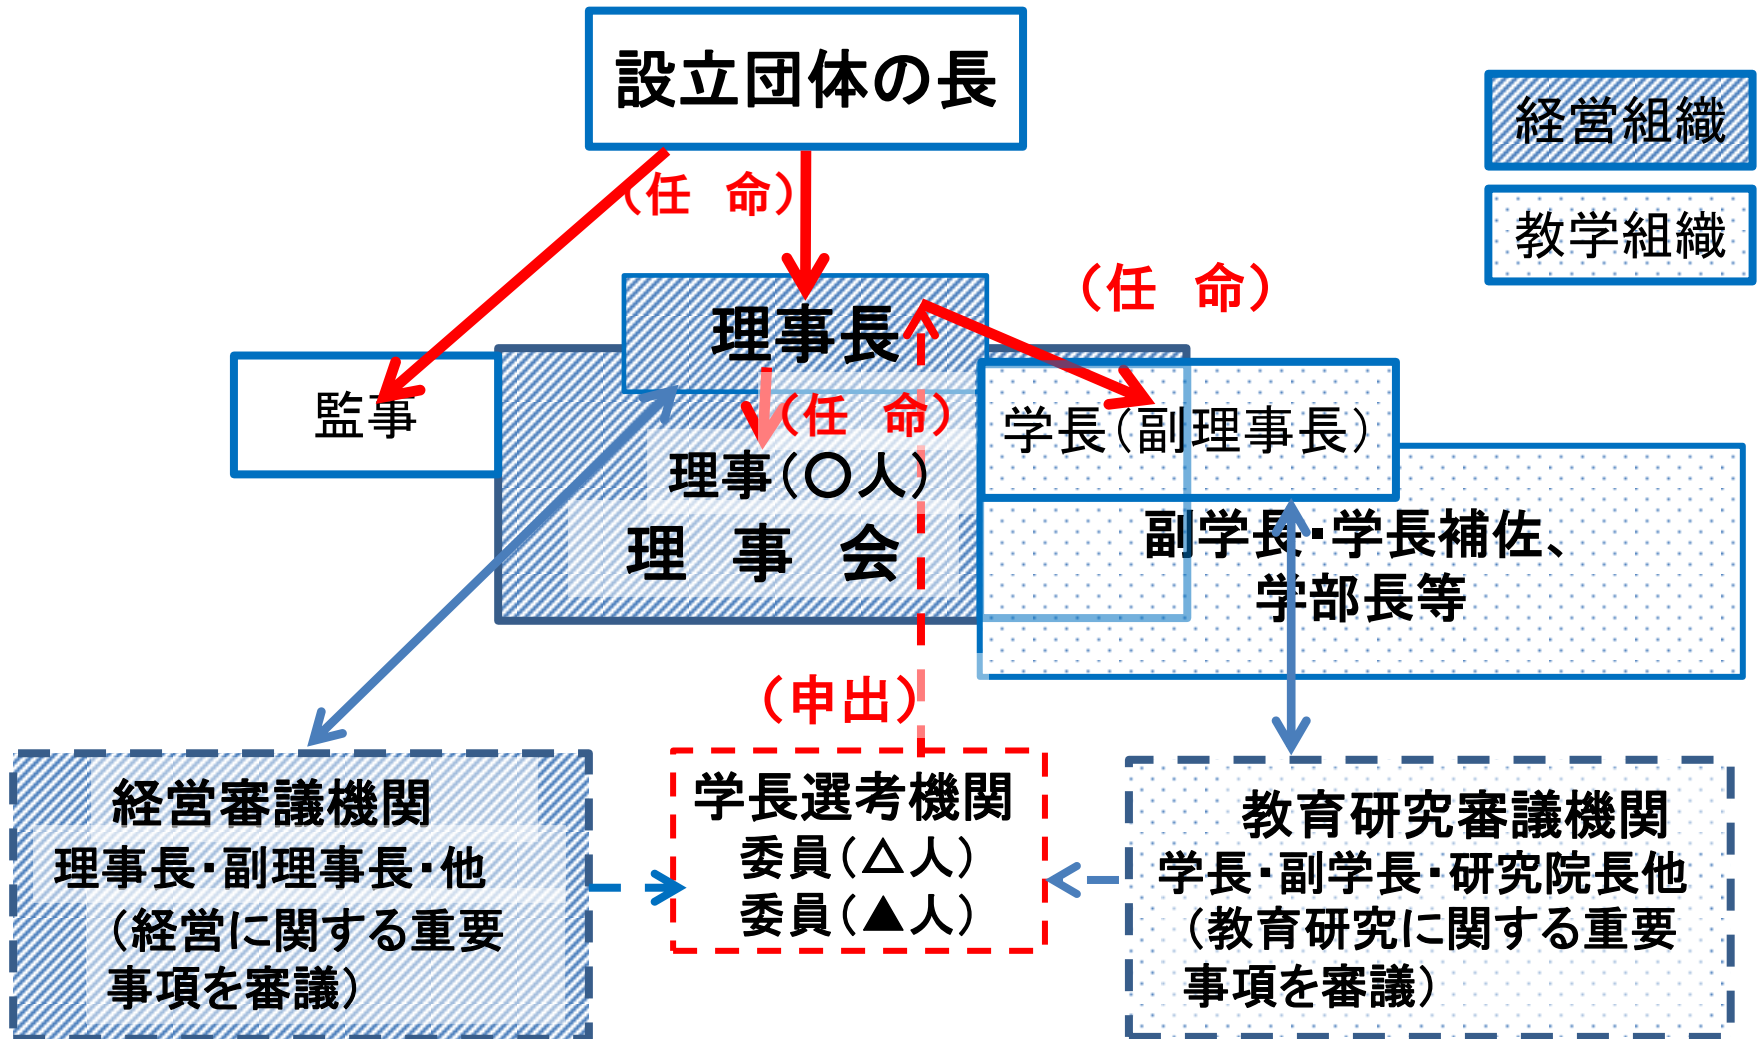 設立団体の長
経営組織
教学組織
（任　命）
（任　命）
理事長
監事
（任　命）
学長（副理事長）
理事（〇人）
理　事　会
副学長・学長補佐、
学部長等
（申出）
経営審議機関
理事長・副理事長・他
（経営に関する重要
事項を審議）
学長選考機関
委員（△人）
委員（▲人）
教育研究審議機関
学長・副学長・研究院長他
（教育研究に関する重要
事項を審議）